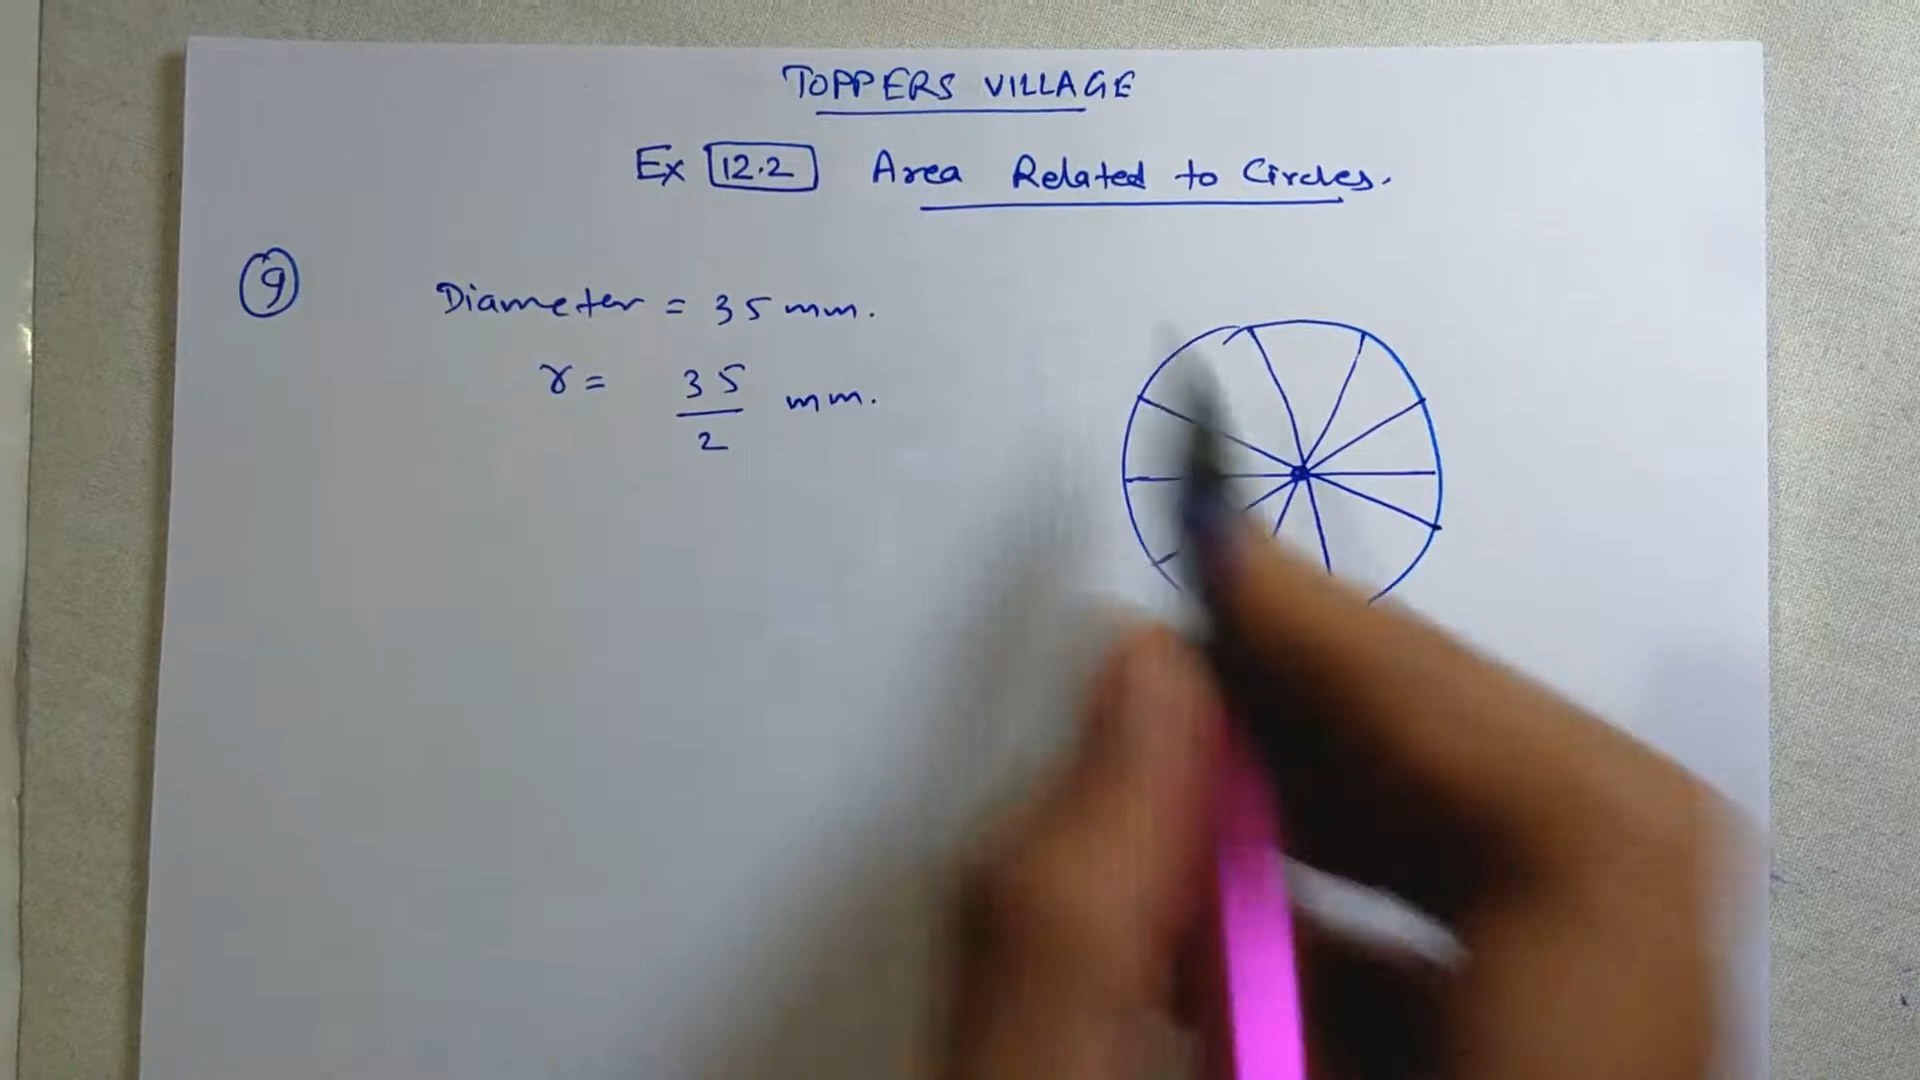 TOPPERS VILLAGE
Ex 12.2 Area Related to Circles.
9 Diameter = 35 mm.
r = 35/2 mm.